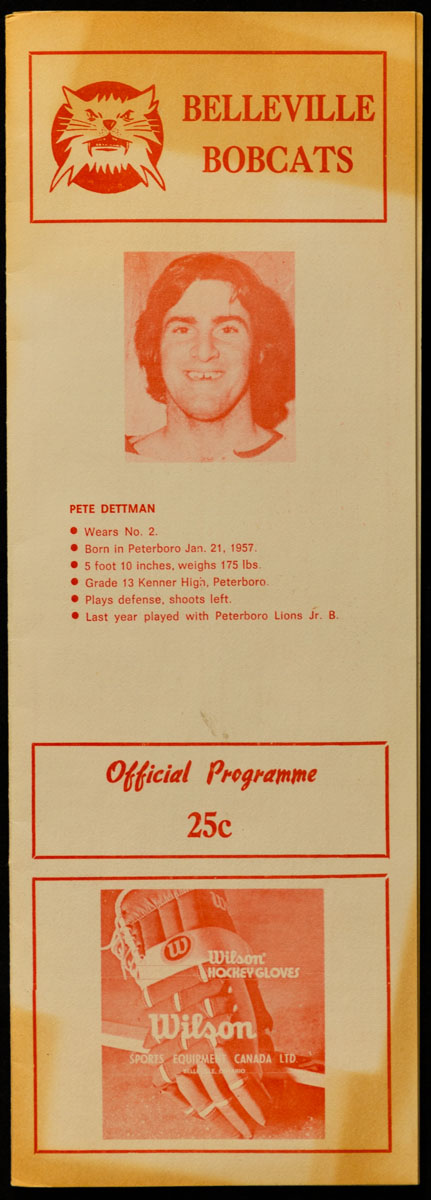 BELLEVILLE
BOBCATS
PETE DETTMAN
● Wears No. 2.
● Born in Peterboro Jan. 21, 1957.
● 5 foot 10 inches, weighs 175 lbs.
● Grade 13 Kenner High, Peterboro.
● Plays defense, shoots left.
● Last year played with Peterboro Lions Jr. B.
Official Programme
25c
W
Wilson
HOCKEY GLOVES
Wilson
SPORTS EQUIPMENT CANADA LTD
BELLEVILLE, ONTARIO